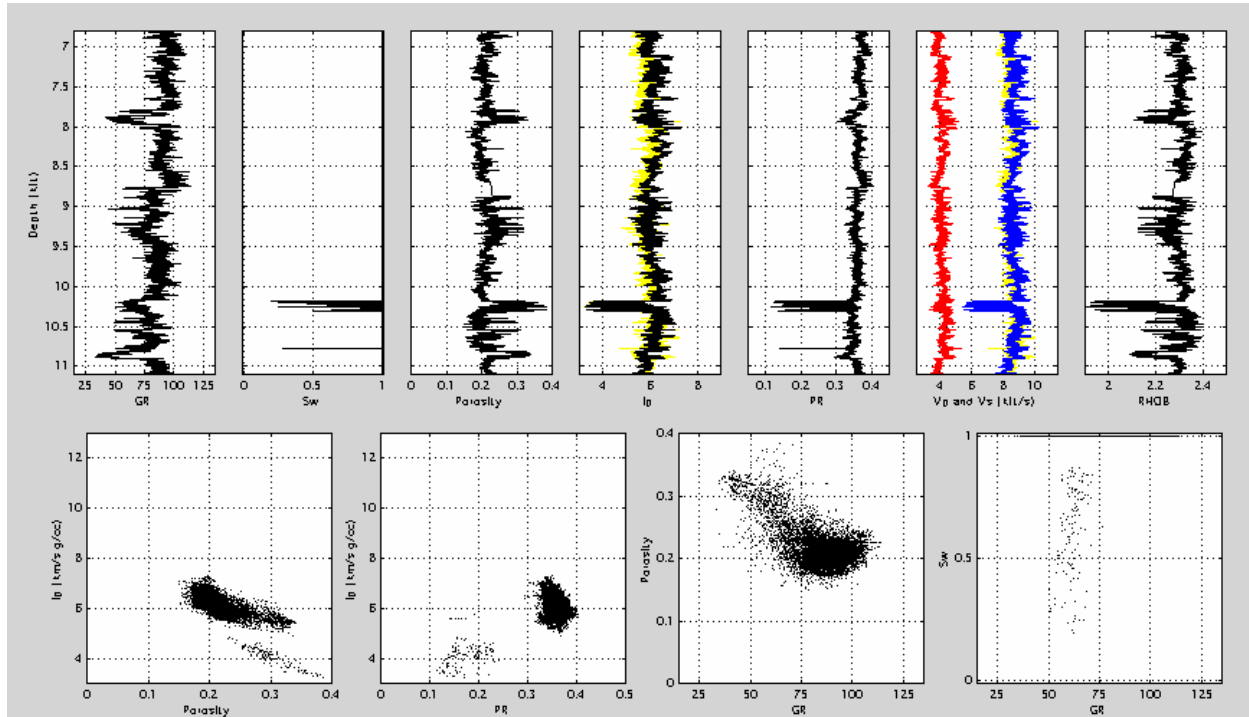 Depth (kft)
7
7.5
8
8.5
9
9.5
10
10.5
11
25 50 75 100 125
GR
0 0.5 1
Sw
0 0.1 0.2 0.3 0.4
Parasity
4 6 8
Ip
0.1 0.2 0.3 0.4
PR
4 6 8 10
Vp and Vs (kft/s)
2 2.2 2.4
RHOB
Ip (km/s g/cc)
12
10
8
6
4
0 0.1 0.2 0.3 0.4
Parasity
Ip (km/s g/cc)
12
10
8
6
4
0 0.1 0.2 0.3 0.4 0.5
PR
Parasity
0.4
0.3
0.2
0.1
0
25 50 75 100 125
GR
Sw
1
0.5
0
25 50 75 100 125
GR